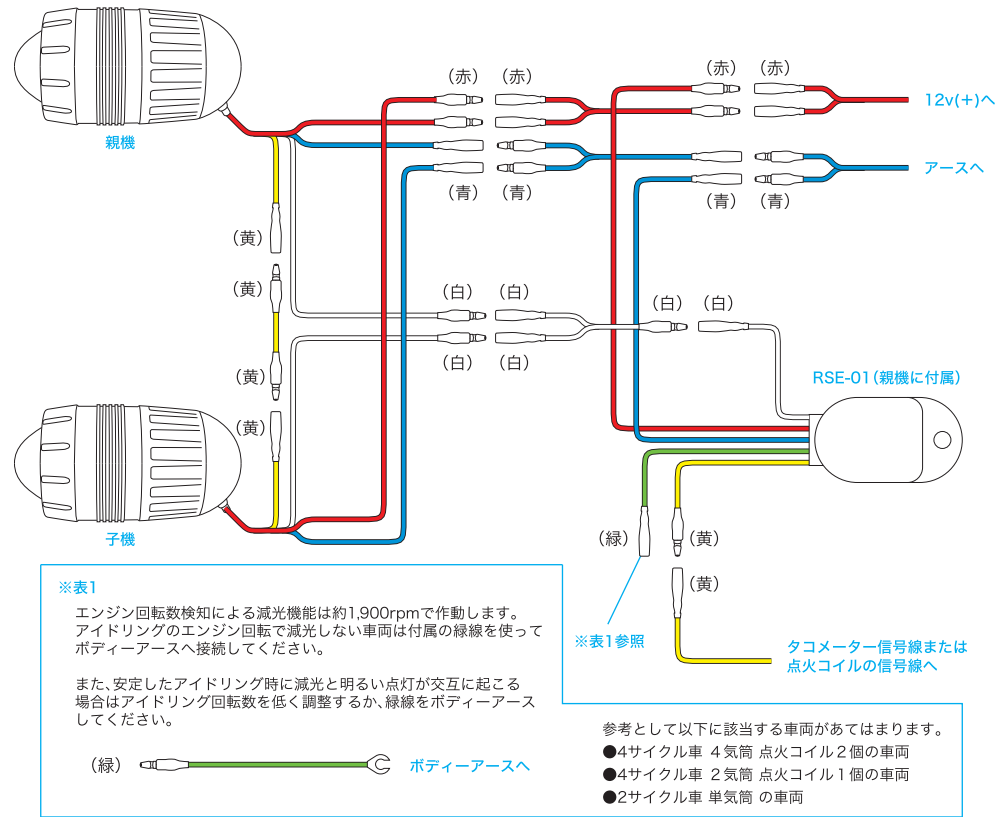 （赤）
（赤）
（赤）
（赤）
12v(+)へ
親機
アースへ
（青）
（青）
（青）
（青）
（黄）
（黄）
（白）
（白）
（白）
（白）
（白）
（白）
（黄）
RSE-01（親機に付属）
（黄）
子機
（緑）
（黄）
（黄）
※表1参照
タコメーター信号線または
点火コイルの信号線へ
※表1
エンジン回転数検知による減光機能は約1,900rpmで作動します。
アイドリングのエンジン回転で減光しない車両は付属の緑線を使って
ボディーアースへ接続してください。
また、安定したアイドリング時に減光と明るい点灯が交互に起こる
場合はアイドリング回転数を低く調整するか、緑線をボディーアース
してください。
（緑）
ボディーアースへ
参考として以下に該当する車両があてはまります。
●4サイクル車 ４気筒 点火コイル２個の車両
●4サイクル車 ２気筒 点火コイル１個の車両
●2サイクル車 単気筒 の車両